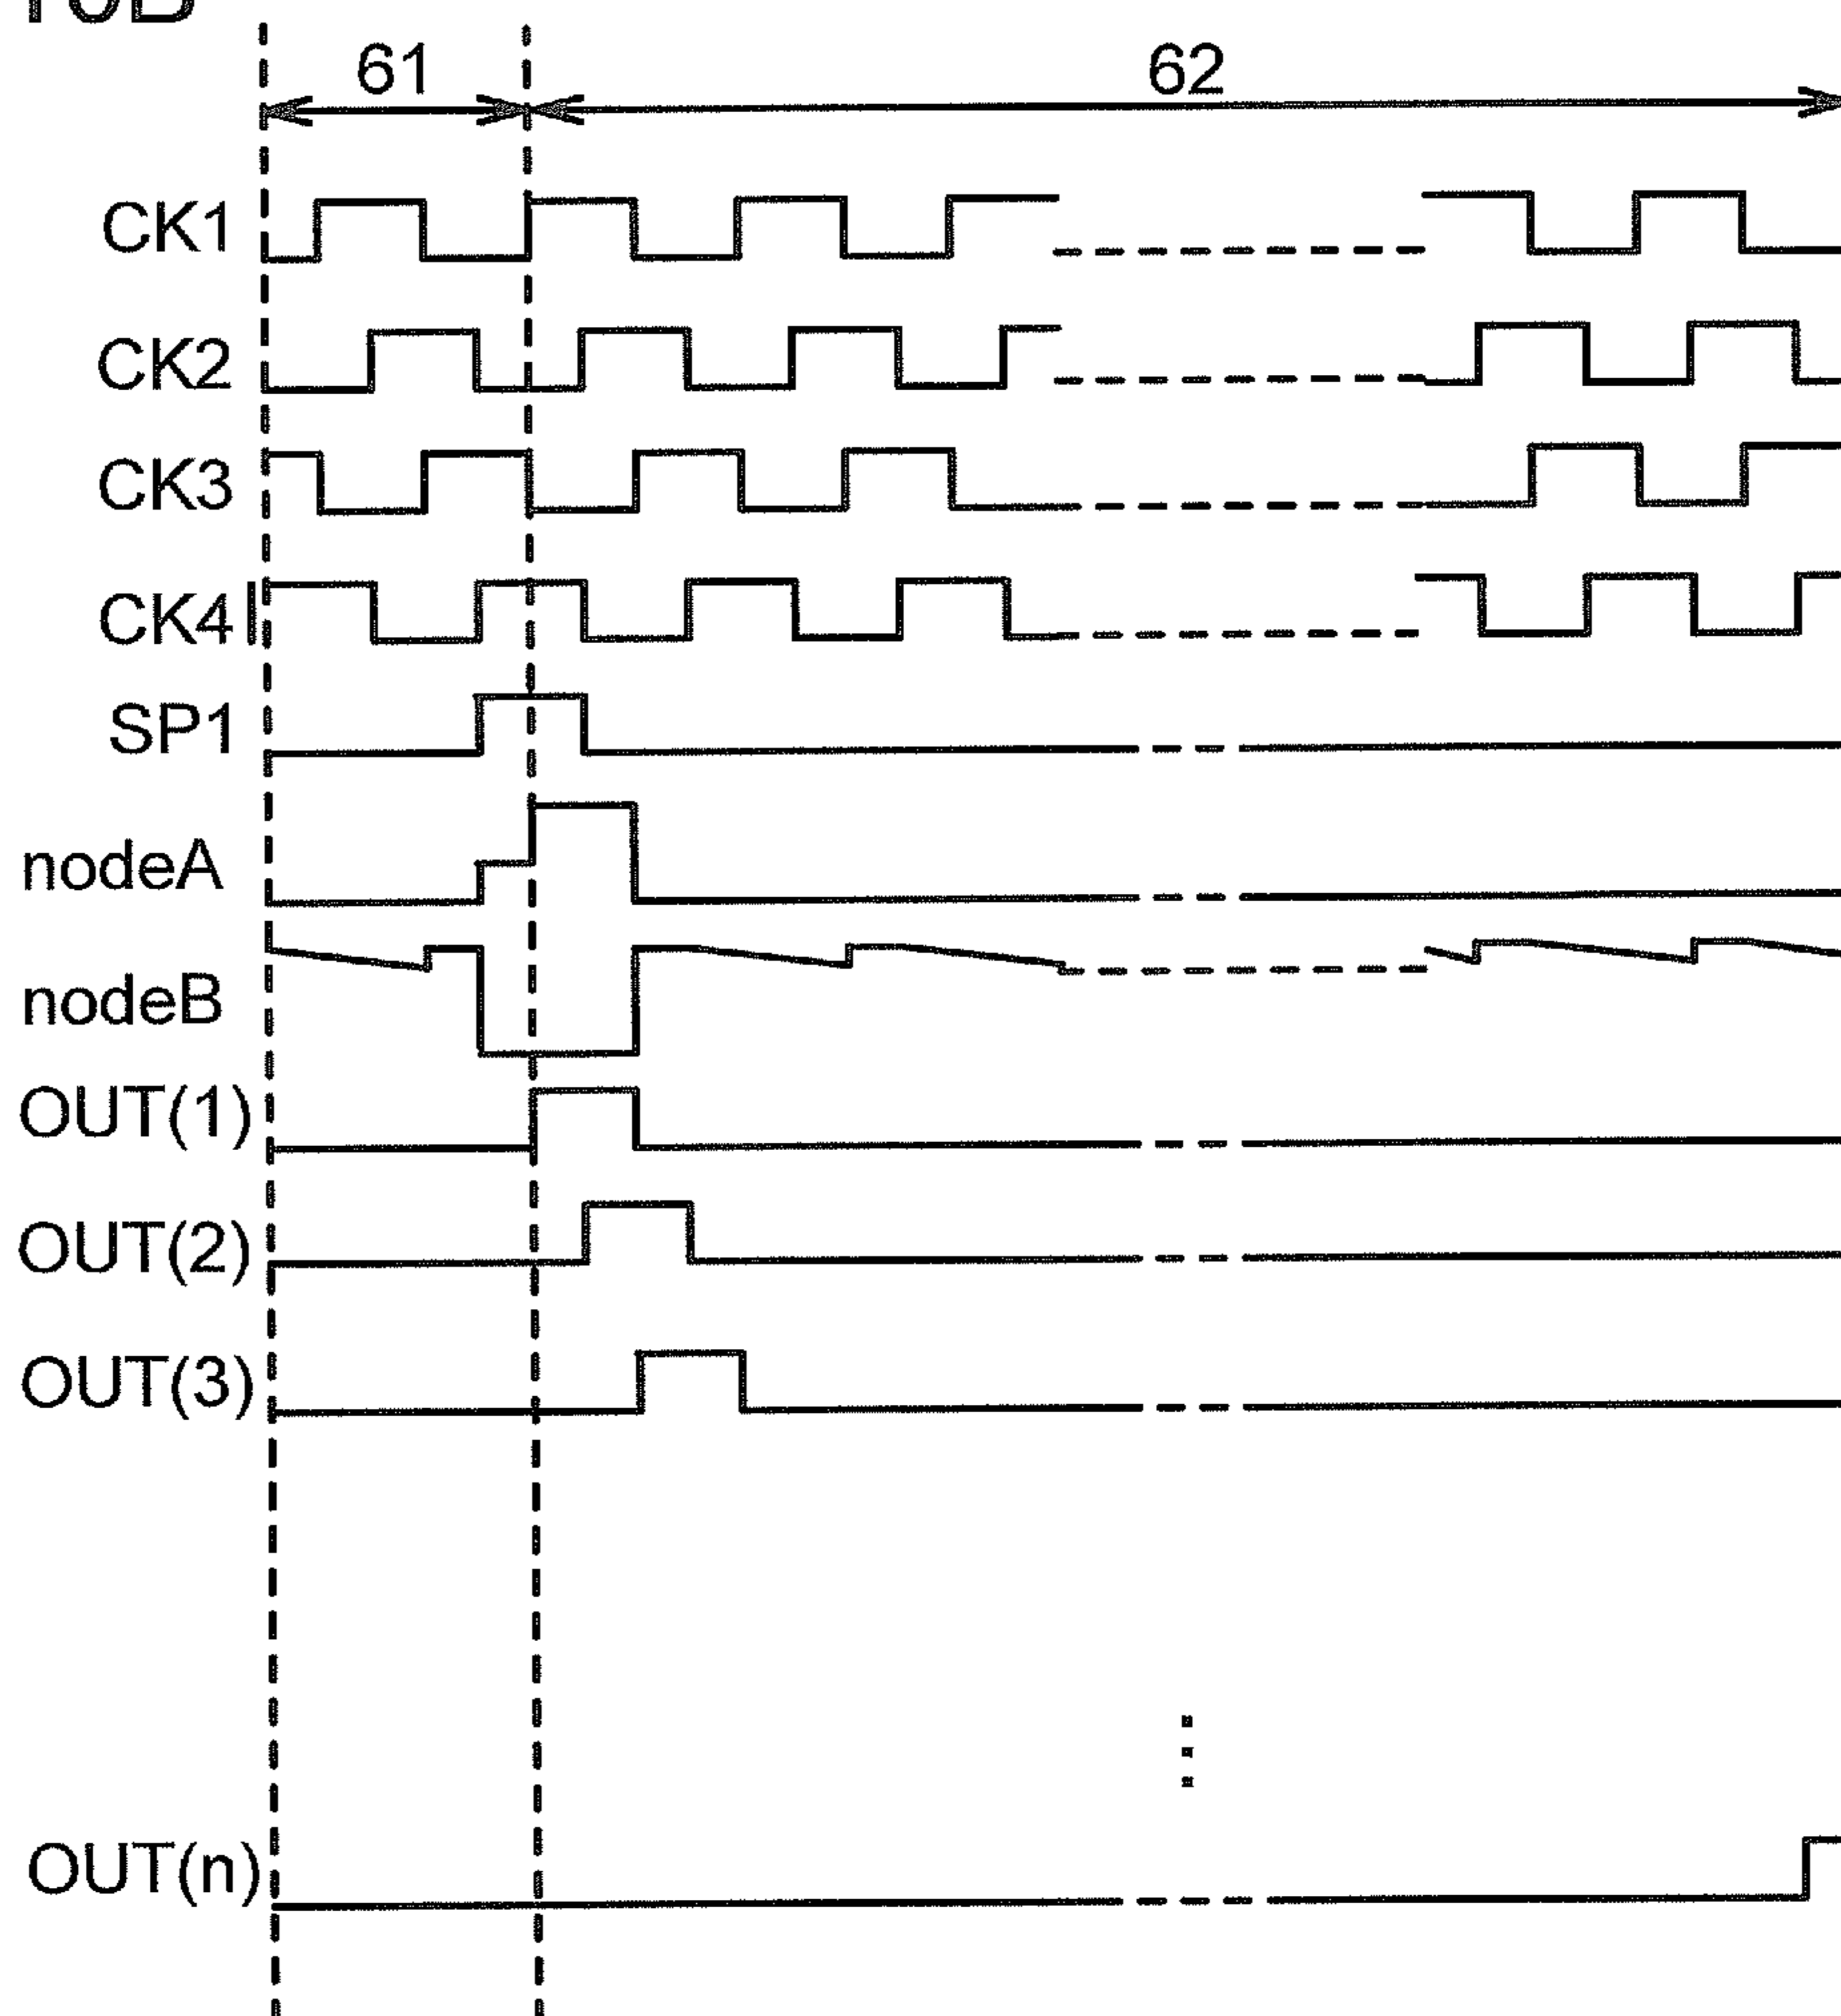 61
62
CK1
CK2
CK3
CK4
SP1
nodeA
nodeB
OUT(1)
OUT(2)
OUT(3)
OUT(n)